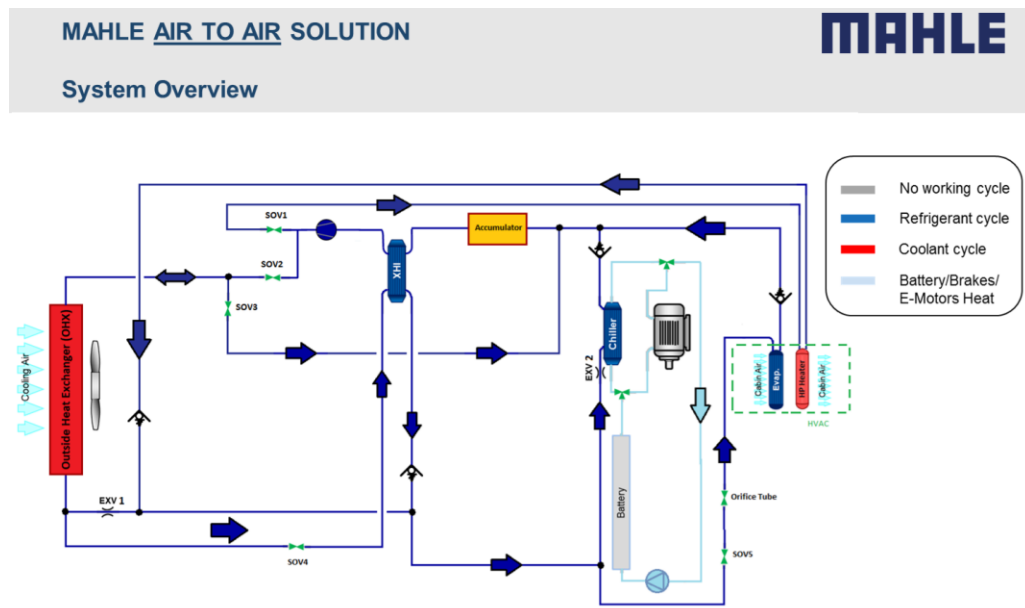 MAHLE AIR TO AIR SOLUTION
MAHLE
System Overview
No working cycle
Refrigerant cycle
Coolant cycle
Battery/Brakes/
E-Motors Heat
SOV1
Accumulator
SOV2
IHX
SOV3
Cooling Air
Outside Heat Exchanger (OHX)
Chiller
EXV 2
Cabin Air
Evap.
HP Heater
Cabin Air
HVAC
EXV 1
Battery
Orifice Tube
SOV4
SOV5